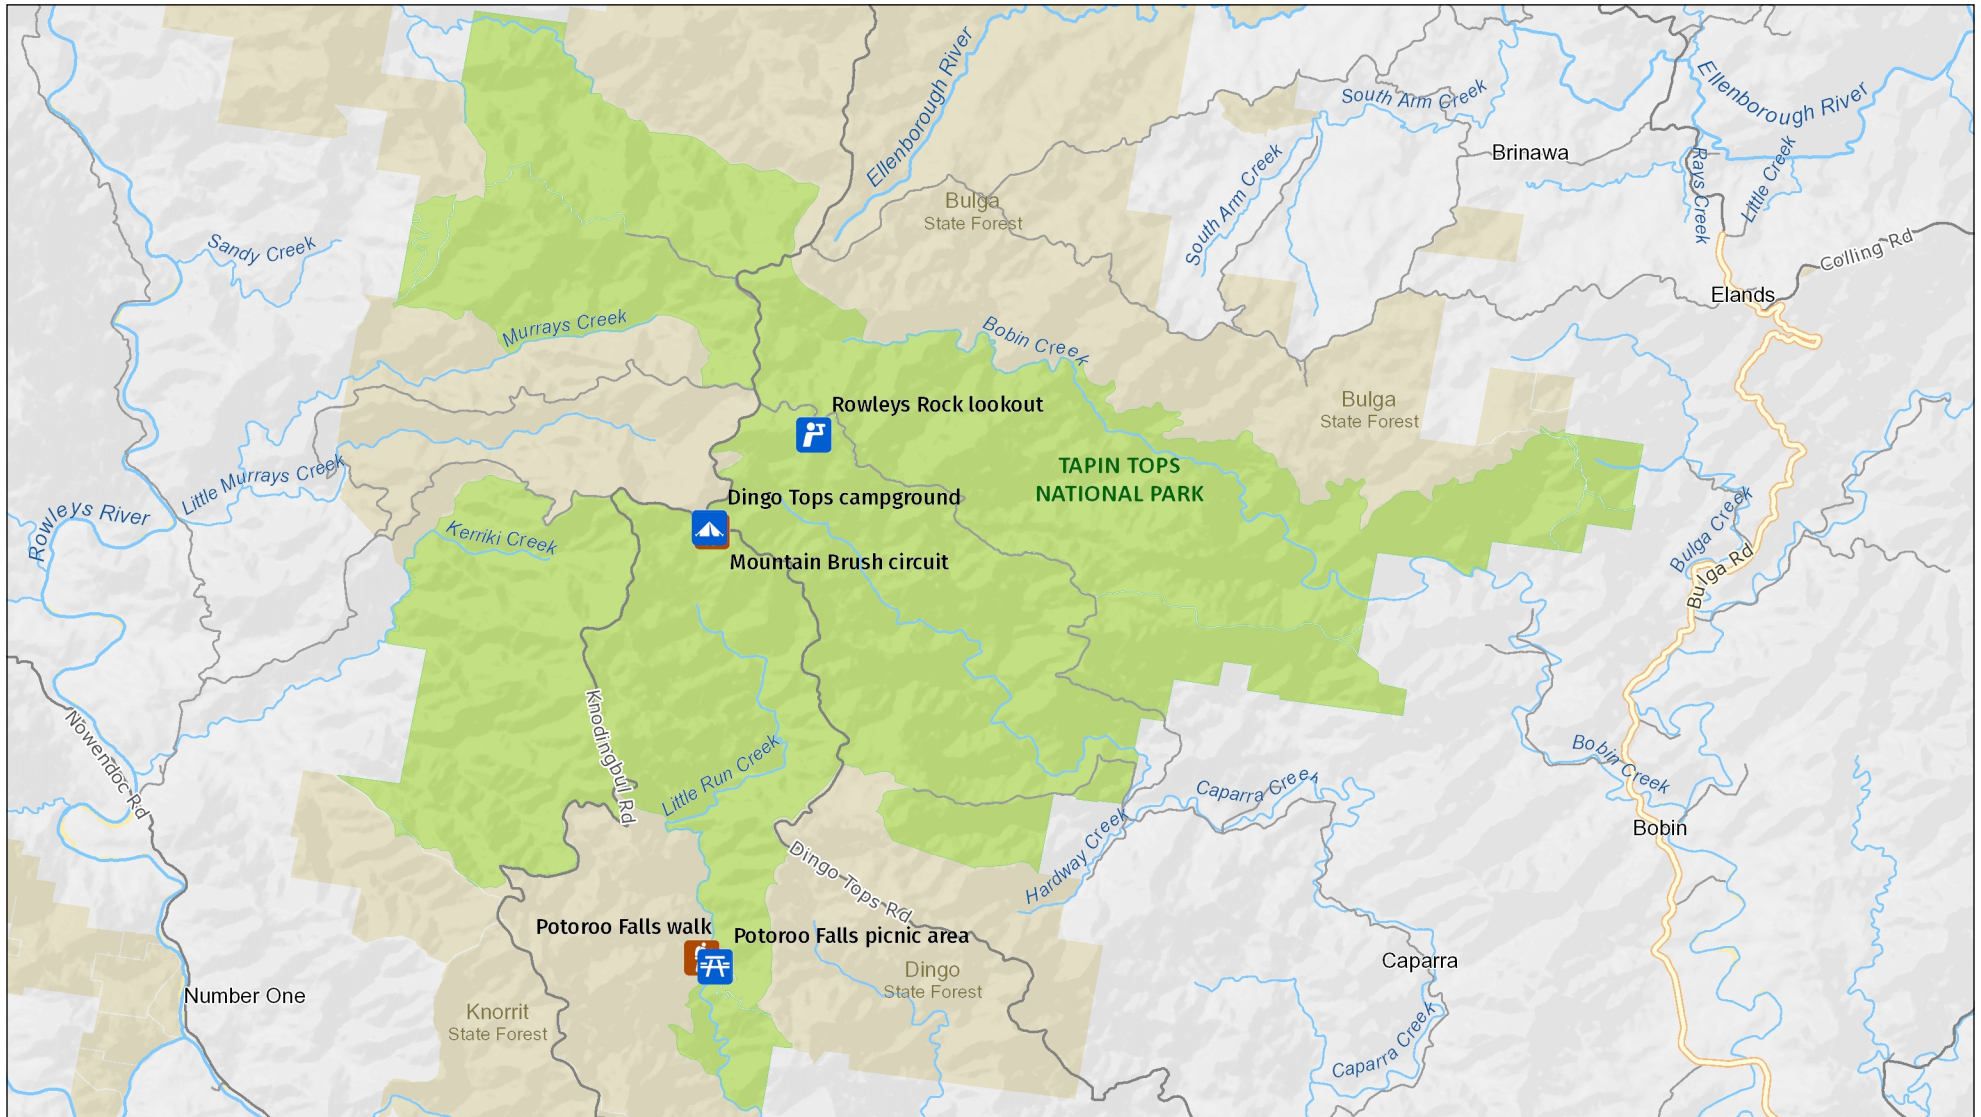 Ellenborough River
Ellenborough River
South Arm Creek
South Arm Creek
Brinawa
Rays Creek
Little Creek
Bulga
State Forest
Sandy Creek
Colling Rd
Elands
Murrays Creek
Bobin Creek
Rowleys Rock lookout
Bulga
State Forest
TAPIN TOPS
NATIONAL PARK
Little Murrays Creek
Rowleys River
Dingo Tops campground
Kerriki Creek
Mountain Brush circuit
Bulga Creek
Bulga Rd
Knodingbul Rd
Nowendoc Rd
Little Run Creek
Bobin Creek
Caparra Creek
Hardway Creek
Bobin
Dingo Tops Rd
Potoroo Falls walk
Potoroo Falls picnic area
Caparra
Dingo
State Forest
Number One
Knorrit
State Forest
Caparra Creek